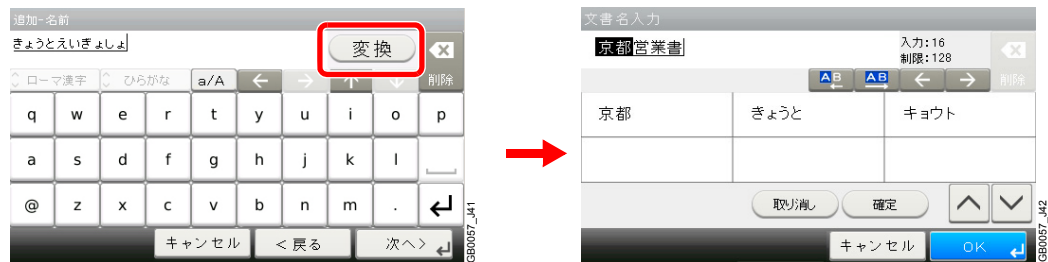 追加-名前
きょうとえいぎょしょ
変換
ローマ漢字 ひらがな a/A ← → ↑ ↓ 削除
q w e r t y u i o p
a s d f g h j k l
@ z x c v b n m .
キャンセル < 戻る 次へ >
GB0057_J41
文書名入力
京都営業書
入力:16
制限:128
AB AB ← → 削除
京都 きょうと キョウト
取り消し 確定
キャンセル OK
GB0057_J42